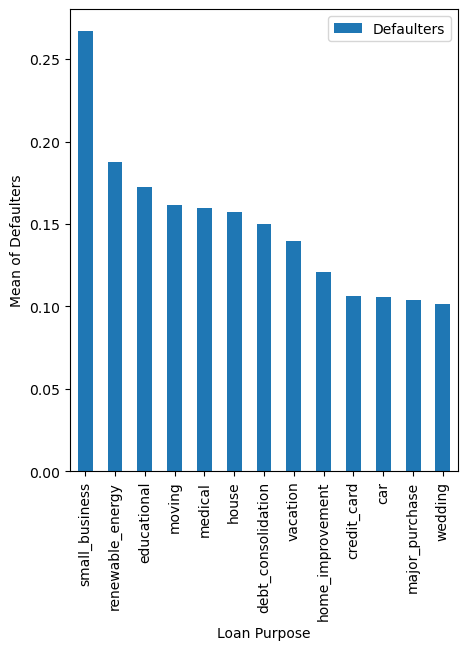 Defaulters
Mean of Defaulters
0.25
0.20
0.15
0.10
0.05
0.00
small_business
renewable_energy
educational
moving
medical
house
debt_consolidation
vacation
home_improvement
credit_card
car
major_purchase
wedding
Loan Purpose